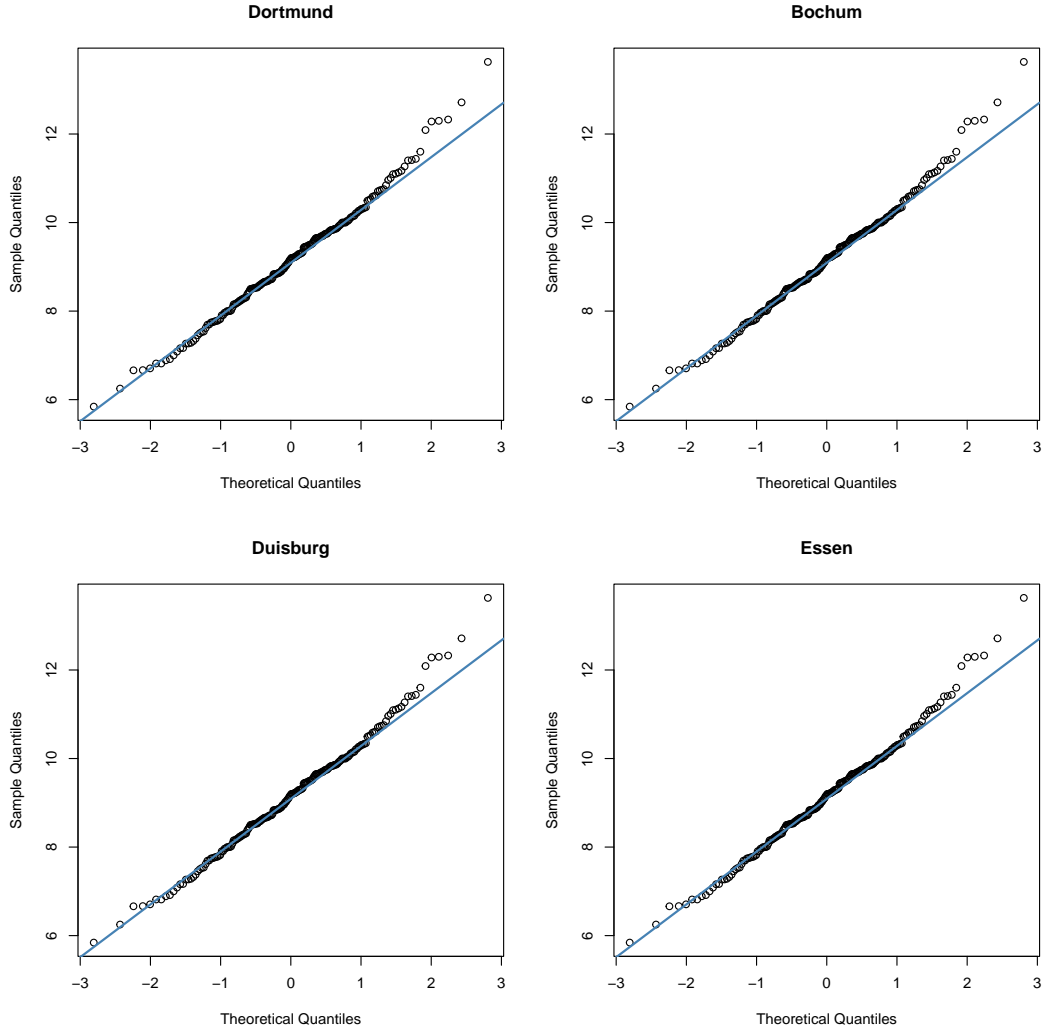 Dortmund
Sample Quantiles
12
10
8
6
−3 −2 −1 0 1 2 3
Theoretical Quantiles
Bochum
Sample Quantiles
12
10
8
6
−3 −2 −1 0 1 2 3
Theoretical Quantiles
Duisburg
Sample Quantiles
12
10
8
6
−3 −2 −1 0 1 2 3
Theoretical Quantiles
Essen
Sample Quantiles
12
10
8
6
−3 −2 −1 0 1 2 3
Theoretical Quantiles